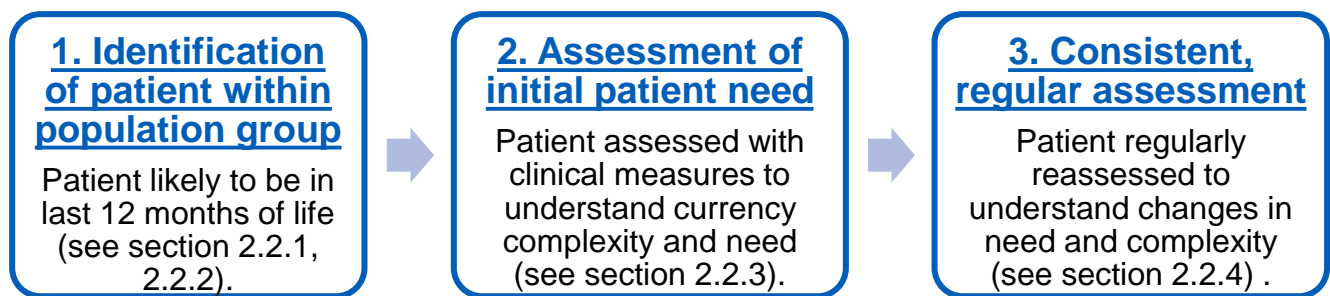 1. Identification
of patient within
population group
Patient likely to be in
last 12 months of life
(see section 2.2.1,
2.2.2).
2. Assessment of
initial patient need
Patient assessed with
clinical measures to
understand currency
complexity and need
(see section 2.2.3).
3. Consistent,
regular assessment
Patient regularly
reassessed to
understand changes in
need and complexity
(see section 2.2.4) .